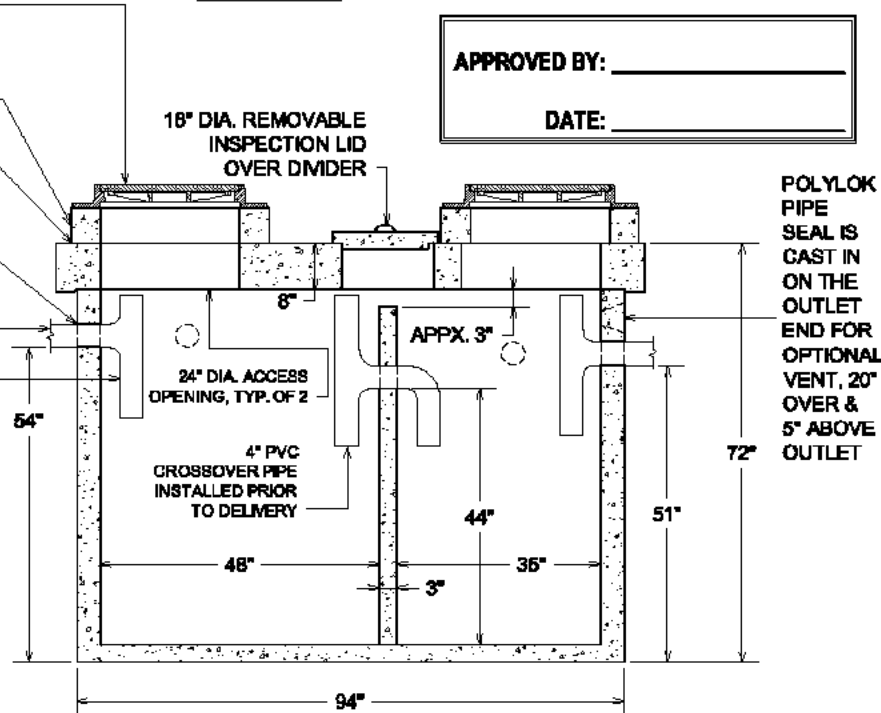 APPROVED BY:
DATE:
18" DIA. REMOVABLE
INSPECTION LID
OVER DIVIDER
POLYLOK
PIPE
SEAL IS
CAST IN
ON THE
OUTLET
END FOR
OPTIONAL
VENT, 20"
OVER &
5" ABOVE
OUTLET
8"
APPX. 3"
24" DIA. ACCESS
OPENING, TYP. OF 2
54"
4" PVC
CROSSOVER PIPE
INSTALLED PRIOR
TO DELIVERY
72"
51"
44"
48"
35"
3"
94"